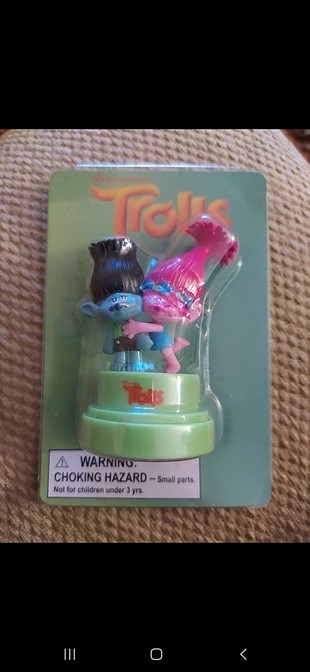 DREAMWORKS
Trolls
Trolls
WARNING:
CHOKING HAZARD – Small parts.
Not for children under 3 yrs.